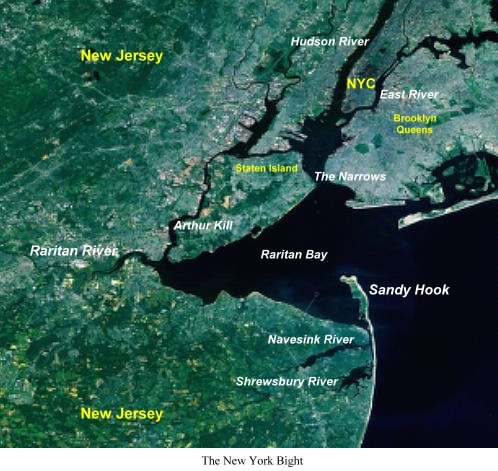 Hudson River
New Jersey
NYC
East River
Brooklyn
Queens
Staten Island
The Narrows
Arthur Kill
Raritan River
Raritan Bay
Sandy Hook
Navesink River
Shrewsbury River
New Jersey
The New York Bight